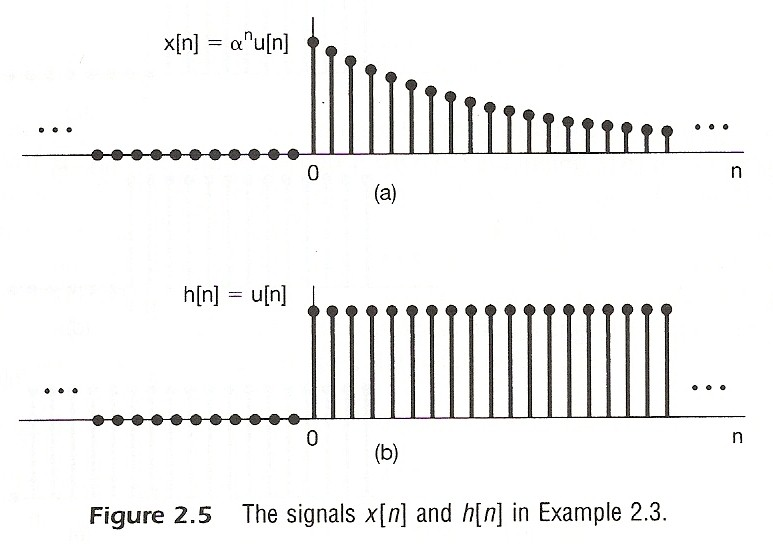 x[n] = αⁿu[n]
... ...
0 n
(a)
h[n] = u[n]
... ...
0 n
(b)
Figure 2.5 The signals x[n] and h[n] in Example 2.3.